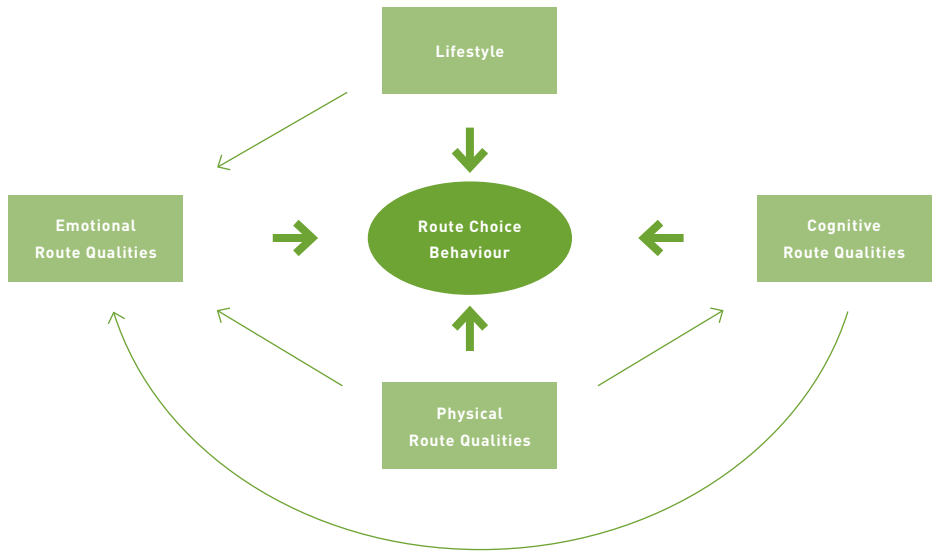 Lifestyle
Emotional
Route Qualities
Route Choice
Behaviour
Cognitive
Route Qualities
Physical
Route Qualities